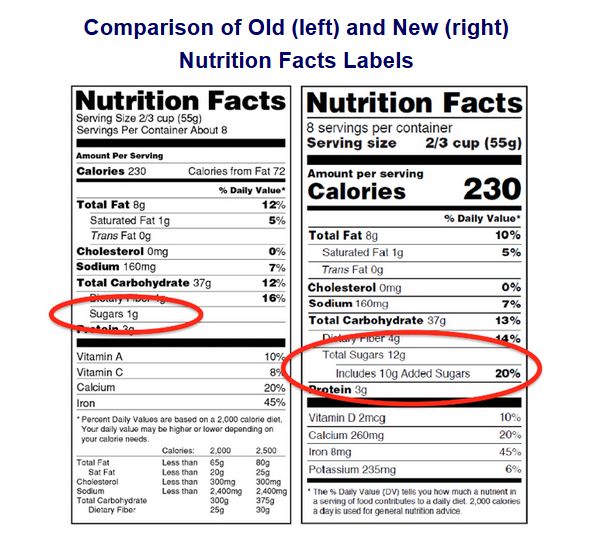 Comparison of Old (left) and New (right)
Nutrition Facts Labels
Nutrition Facts
Serving Size 2/3 cup (55g)
Servings Per Container About 8
Amount Per Serving
Calories 230 Calories from Fat 72
% Daily Value*
Total Fat 8g 12%
Saturated Fat 1g 5%
Trans Fat 0g
Cholesterol 0mg 0%
Sodium 160mg 7%
Total Carbohydrate 37g 12%
Dietary Fiber 4g 16%
Sugars 1g
Protein 3g
Vitamin A 10%
Vitamin C 8%
Calcium 20%
Iron 45%
* Percent Daily Values are based on a 2,000 calorie diet.
Your daily value may be higher or lower depending on
your calorie needs.
Calories: 2,000 2,500
Total Fat Less than 65g 80g
Sat Fat Less than 20g 25g
Cholesterol Less than 300mg 300mg
Sodium Less than 2,400mg 2,400mg
Total Carbohydrate 300g 375g
Dietary Fiber 25g 30g
Nutrition Facts
8 servings per container
Serving size 2/3 cup (55g)
Amount per serving
Calories 230
% Daily Value*
Total Fat 8g 10%
Saturated Fat 1g 5%
Trans Fat 0g
Cholesterol 0mg 0%
Sodium 160mg 7%
Total Carbohydrate 37g 13%
Dietary Fiber 4g 14%
Total Sugars 12g
Includes 10g Added Sugars 20%
Protein 3g
Vitamin D 2mcg 10%
Calcium 260mg 20%
Iron 8mg 45%
Potassium 235mg 6%
* The % Daily Value (DV) tells you how much a nutrient in
a serving of food contributes to a daily diet. 2,000 calories
a day is used for general nutrition advice.